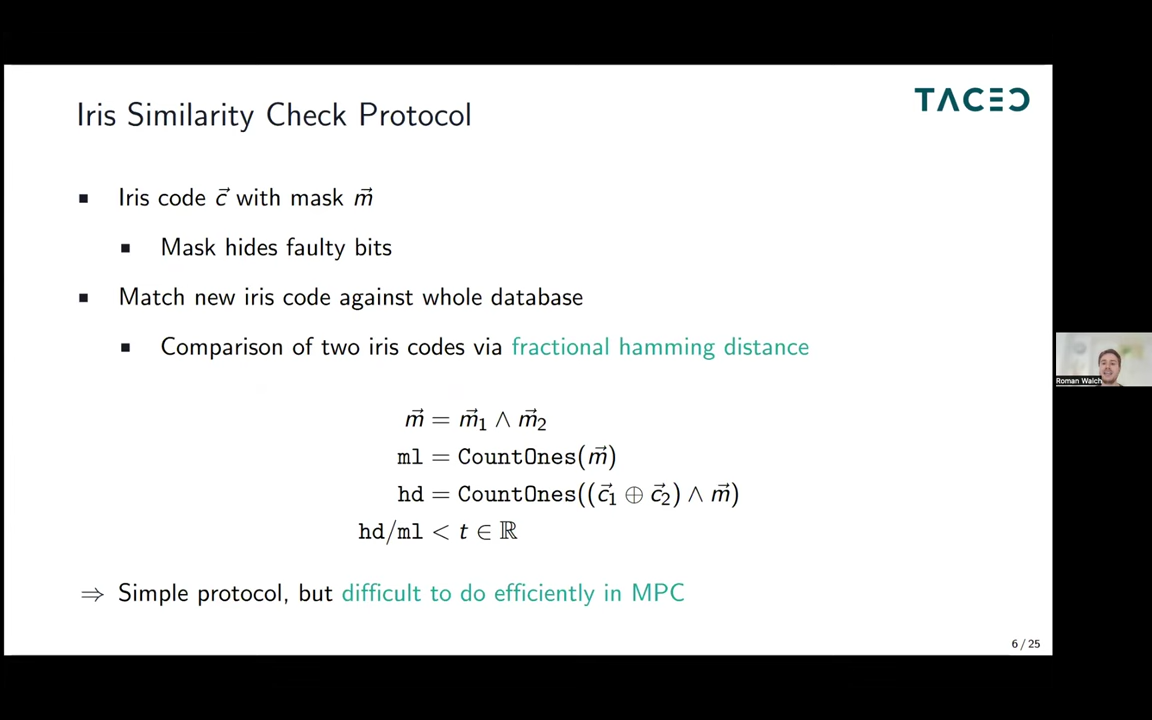 Iris Similarity Check Protocol
TACEO
▪ Iris code c⃗ with mask m⃗
▪ Mask hides faulty bits
▪ Match new iris code against whole database
▪ Comparison of two iris codes via fractional hamming distance
m⃗ = m⃗₁ ∧ m⃗₂
ml = CountOnes(m⃗)
hd = CountOnes((c⃗₁ ⊕ c⃗₂) ∧ m⃗)
hd/ml < t ∈ ℝ
⇒ Simple protocol, but difficult to do efficiently in MPC
6 / 25
Roman Walch